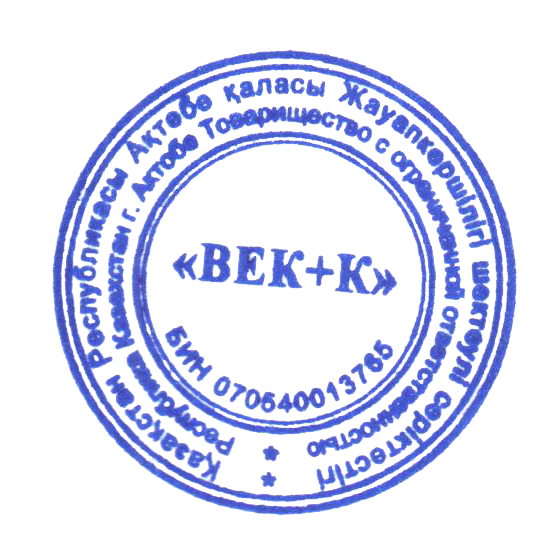 Қазақстан Республикасы Ақтөбе қаласы Жауапкершілігі шектеулі серіктестігі
Республика Казахстан г. Актобе Товарищество с ограниченной ответственностью
«ВЕК+К»
БИН 070640013765